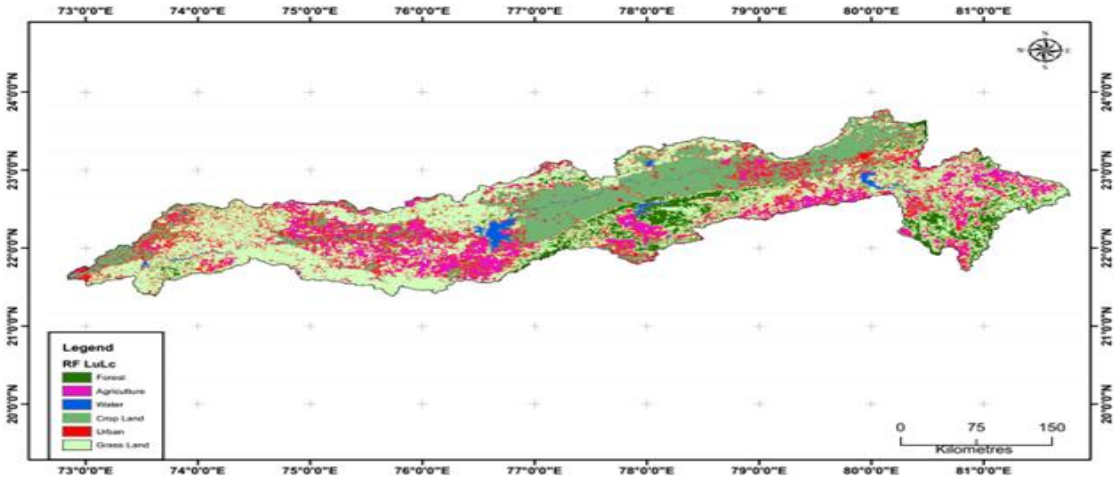 73°0'0"E 74°0'0"E 75°0'0"E 76°0'0"E 77°0'0"E 78°0'0"E 79°0'0"E 80°0'0"E 81°0'0"E
N
24°0'0"N 24°0'0"N
23°0'0"N 23°0'0"N
22°0'0"N 22°0'0"N
21°0'0"N 21°0'0"N
20°0'0"N 20°0'0"N
Legend
RF LuLc
Forest
Agriculture
Water
Crop Land
Urban
Grass Land
0 75 150
Kilometres
73°0'0"E 74°0'0"E 75°0'0"E 76°0'0"E 77°0'0"E 78°0'0"E 79°0'0"E 80°0'0"E 81°0'0"E